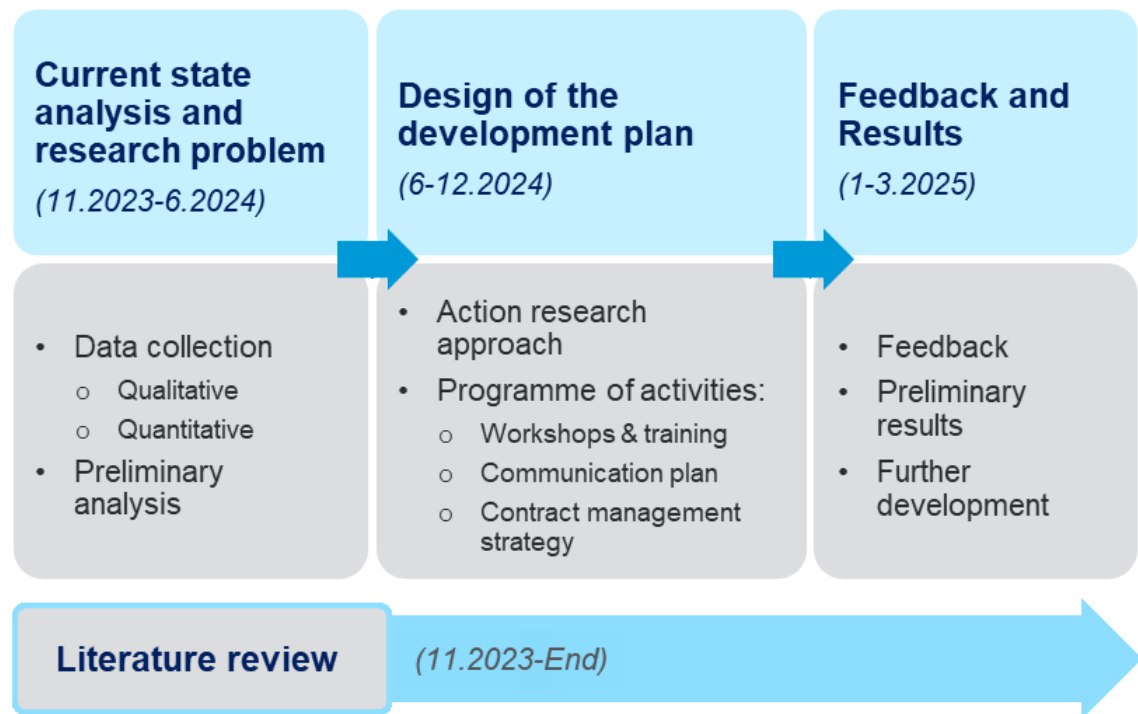 Current state
analysis and
research problem
(11.2023-6.2024)
Design of the
development plan
(6-12.2024)
Feedback and
Results
(1-3.2025)
• Data collection
o Qualitative
o Quantitative
• Preliminary
analysis
• Action research
approach
• Programme of activities:
o Workshops & training
o Communication plan
o Contract management
strategy
• Feedback
• Preliminary
results
• Further
development
Literature review
(11.2023-End)